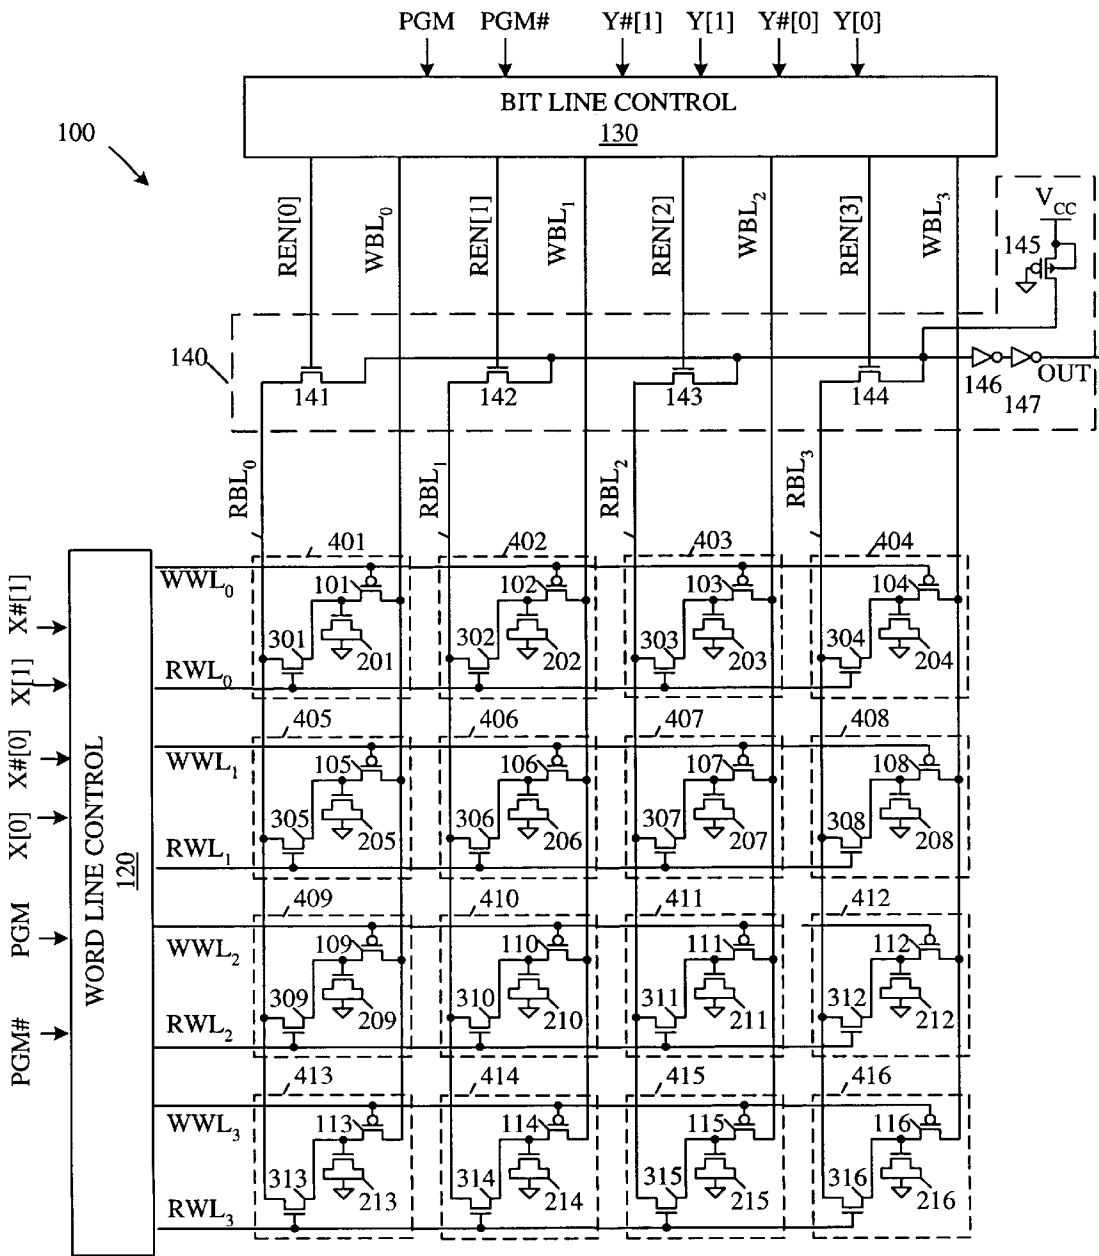 PGM PGM# Y#[1] Y[1] Y#[0] Y[0]
BIT LINE CONTROL
130
100
REN[0] WBL0 REN[1] WBL1 REN[2] WBL2 REN[3] WBL3
VCC
145
140
141 142 143 144 146 147 OUT
RBL0 RBL1 RBL2 RBL3
401 402 403 404
WWL0 101 102 103 104
301 302 303 304
201 202 203 204
RWL0
405 406 407 408
WWL1 105 106 107 108
305 306 307 308
205 206 207 208
RWL1
409 410 411 412
WWL2 109 110 111 112
309 310 311 312
209 210 211 212
RWL2
413 414 415 416
WWL3 113 114 115 116
313 314 315 316
213 214 215 216
RWL3
WORD LINE CONTROL
120
X#[1]
X[1]
X#[0]
X[0]
PGM
PGM#